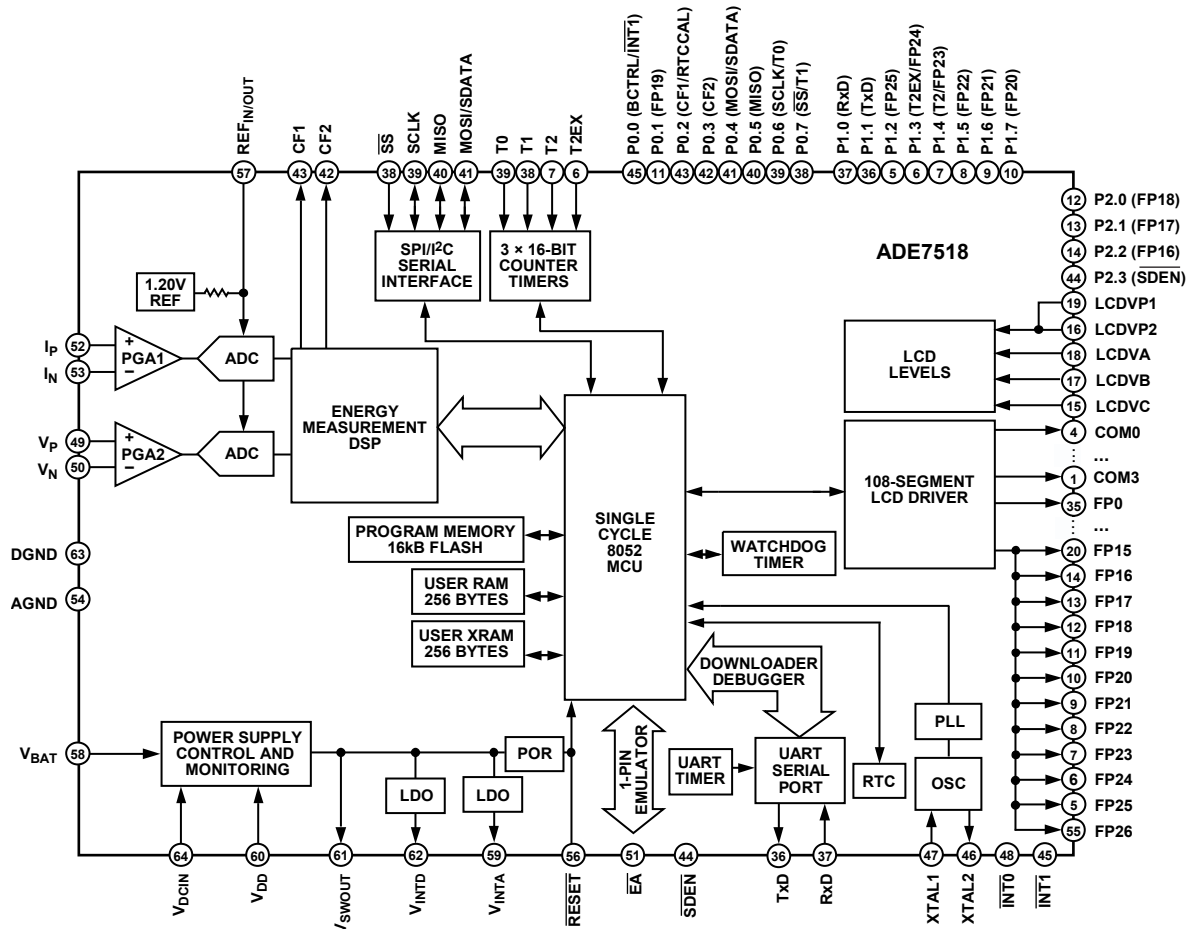 REFIN/OUT
CF1
CF2
SS
SCLK
MISO
MOSI/SDATA
T0
T1
T2
T2EX
P0.0 (BCTRL/INT1)
P0.1 (FP19)
P0.2 (CF1/RTCCAL)
P0.3 (CF2)
P0.4 (MOSI/SDATA)
P0.5 (MISO)
P0.6 (SCLK/T0)
P0.7 (SS/T1)
P1.0 (RxD)
P1.1 (TxD)
P1.2 (FP25)
P1.3 (T2EX/FP24)
P1.4 (T2/FP23)
P1.5 (FP22)
P1.6 (FP21)
P1.7 (FP20)
57
43
42
38
39
40
41
39
38
7
6
45
11
43
42
41
40
39
38
37
36
5
6
7
8
9
10
12 P2.0 (FP18)
13 P2.1 (FP17)
14 P2.2 (FP16)
44 P2.3 (SDEN)
19 LCDVP1
16 LCDVP2
18 LCDVA
17 LCDVB
15 LCDVC
4 COM0
...
1 COM3
35 FP0
...
20 FP15
14 FP16
13 FP17
12 FP18
11 FP19
10 FP20
9 FP21
8 FP22
7 FP23
6 FP24
5 FP25
55 FP26
ADE7518
SPI/I2C
SERIAL
INTERFACE
3 × 16-BIT
COUNTER
TIMERS
1.20V
REF
IP 52
IN 53
+
PGA1
−
ADC
VP 49
VN 50
+
PGA2
−
ADC
ENERGY
MEASUREMENT
DSP
LCD
LEVELS
108-SEGMENT
LCD DRIVER
SINGLE
CYCLE
8052
MCU
PROGRAM MEMORY
16kB FLASH
USER RAM
256 BYTES
USER XRAM
256 BYTES
WATCHDOG
TIMER
DOWNLOADER
DEBUGGER
DGND 63
AGND 54
VBAT 58
POWER SUPPLY
CONTROL AND
MONITORING
LDO
LDO
POR
1-PIN
EMULATOR
UART
TIMER
UART
SERIAL
PORT
RTC
PLL
OSC
64
60
61
62
59
56
51
44
36
37
47
46
48
45
VDCIN
VDD
VSWOUT
VINTD
VINTA
RESET
EA
SDEN
TxD
RxD
XTAL1
XTAL2
INT0
INT1